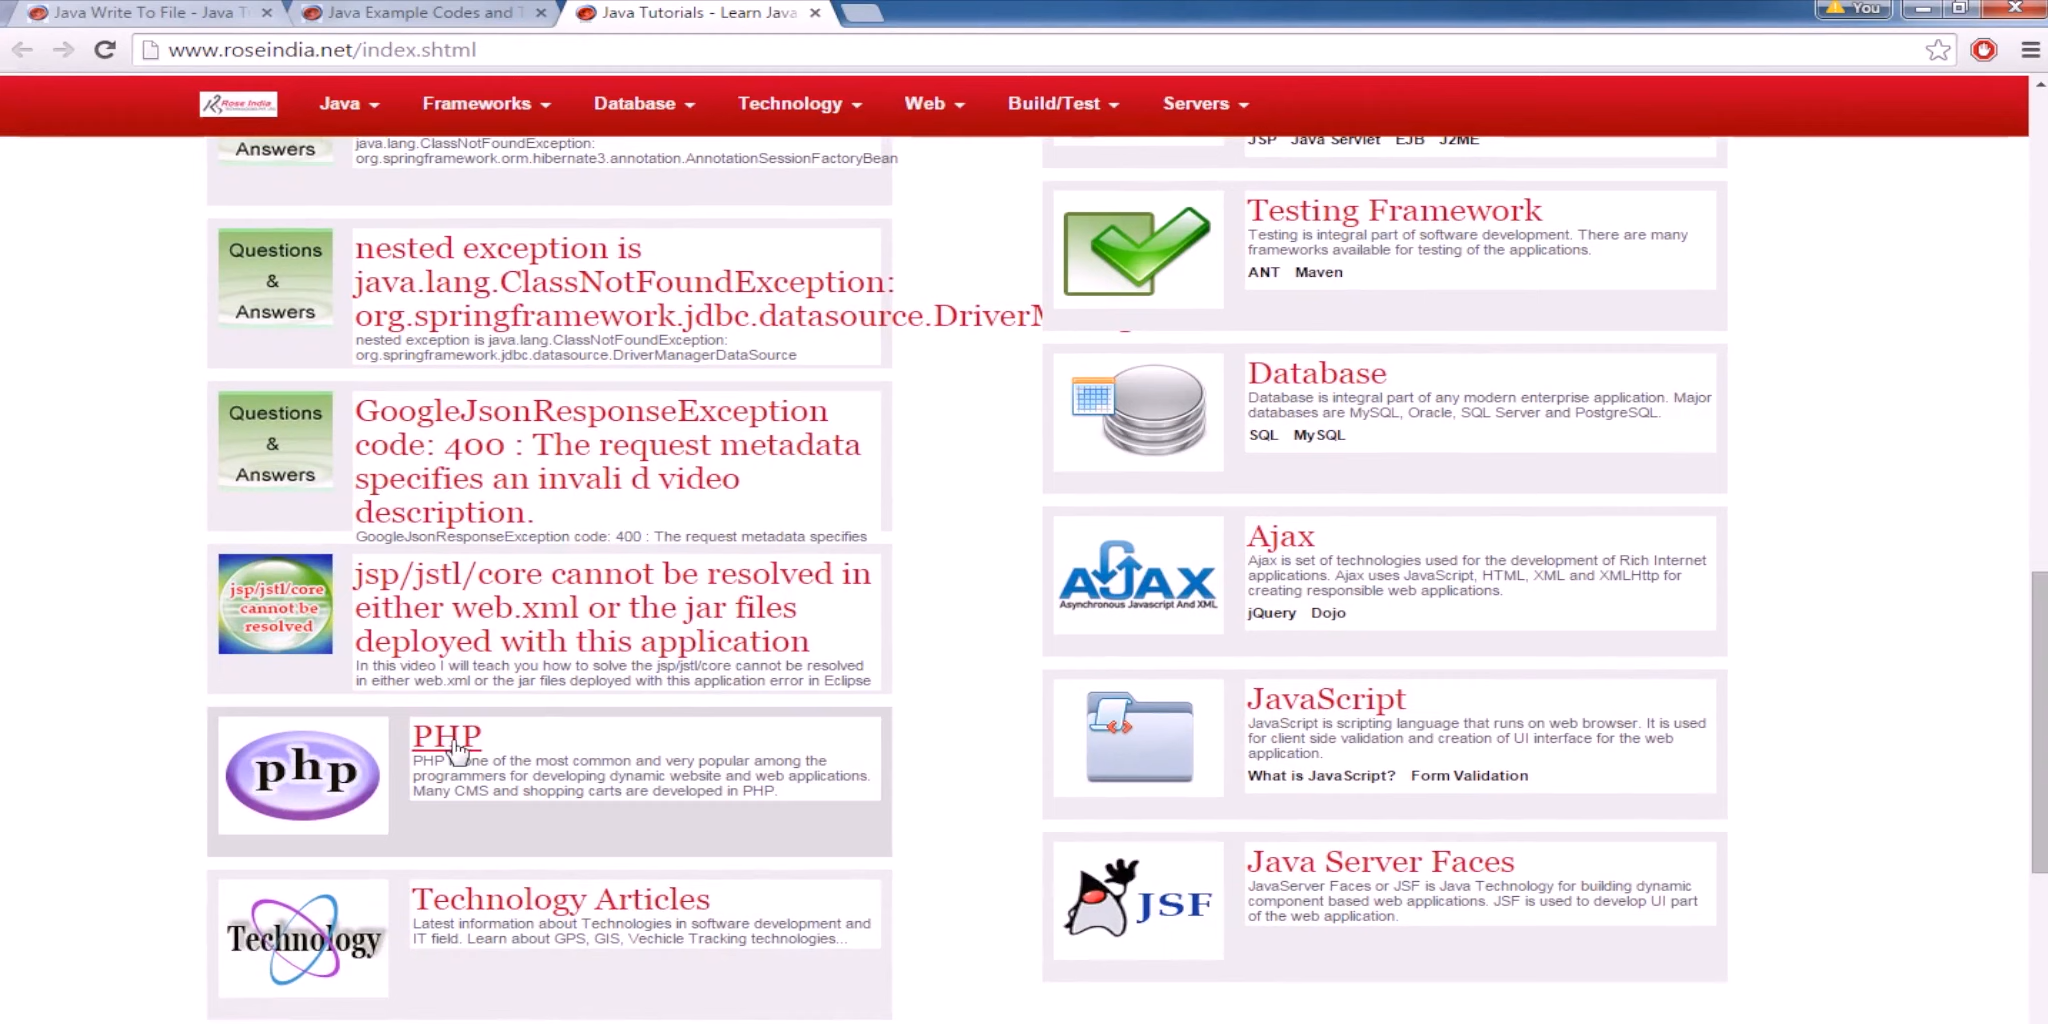 Java Write To File - Java T
Java Example Codes and T
Java Tutorials - Learn Java
You
www.roseindia.net/index.shtml
Rose India
Java
Frameworks
Database
Technology
Web
Build/Test
Servers
Answers
java.lang.ClassNotFoundException:
org.springframework.orm.hibernate3.annotation.AnnotationSessionFactoryBean
Questions
&
Answers
nested exception is
java.lang.ClassNotFoundException:
org.springframework.jdbc.datasource.DriverM
nested exception is java.lang.ClassNotFoundException:
org.springframework.jdbc.datasource.DriverManagerDataSource
Questions
&
Answers
GoogleJsonResponseException
code: 400 : The request metadata
specifies an invali d video
description.
GoogleJsonResponseException code: 400 : The request metadata specifies
jsp/jstl/core
cannot be
resolved
jsp/jstl/core cannot be resolved in
either web.xml or the jar files
deployed with this application
In this video I will teach you how to solve the jsp/jstl/core cannot be resolved
in either web.xml or the jar files deployed with this application error in Eclipse
php
PHP
PHP one of the most common and very popular among the
programmers for developing dynamic website and web applications.
Many CMS and shopping carts are developed in PHP.
Technology
Technology Articles
Latest information about Technologies in software development and
IT field. Learn about GPS, GIS, Vechicle Tracking technologies...
JSP Java Servlet EJB J2ME
Testing Framework
Testing is integral part of software development. There are many
frameworks available for testing of the applications.
ANT Maven
Database
Database is integral part of any modern enterprise application. Major
databases are MySQL, Oracle, SQL Server and PostgreSQL.
SQL MySQL
AJAX
Asynchronous Javascript And XML
Ajax
Ajax is set of technologies used for the development of Rich Internet
applications. Ajax uses JavaScript, HTML, XML and XMLHttp for
creating responsible web applications.
jQuery Dojo
JavaScript
JavaScript is scripting language that runs on web browser. It is used
for client side validation and creation of UI interface for the web
application.
What is JavaScript? Form Validation
JSF
Java Server Faces
JavaServer Faces or JSF is Java Technology for building dynamic
component based web applications. JSF is used to develop UI part
of the web application.